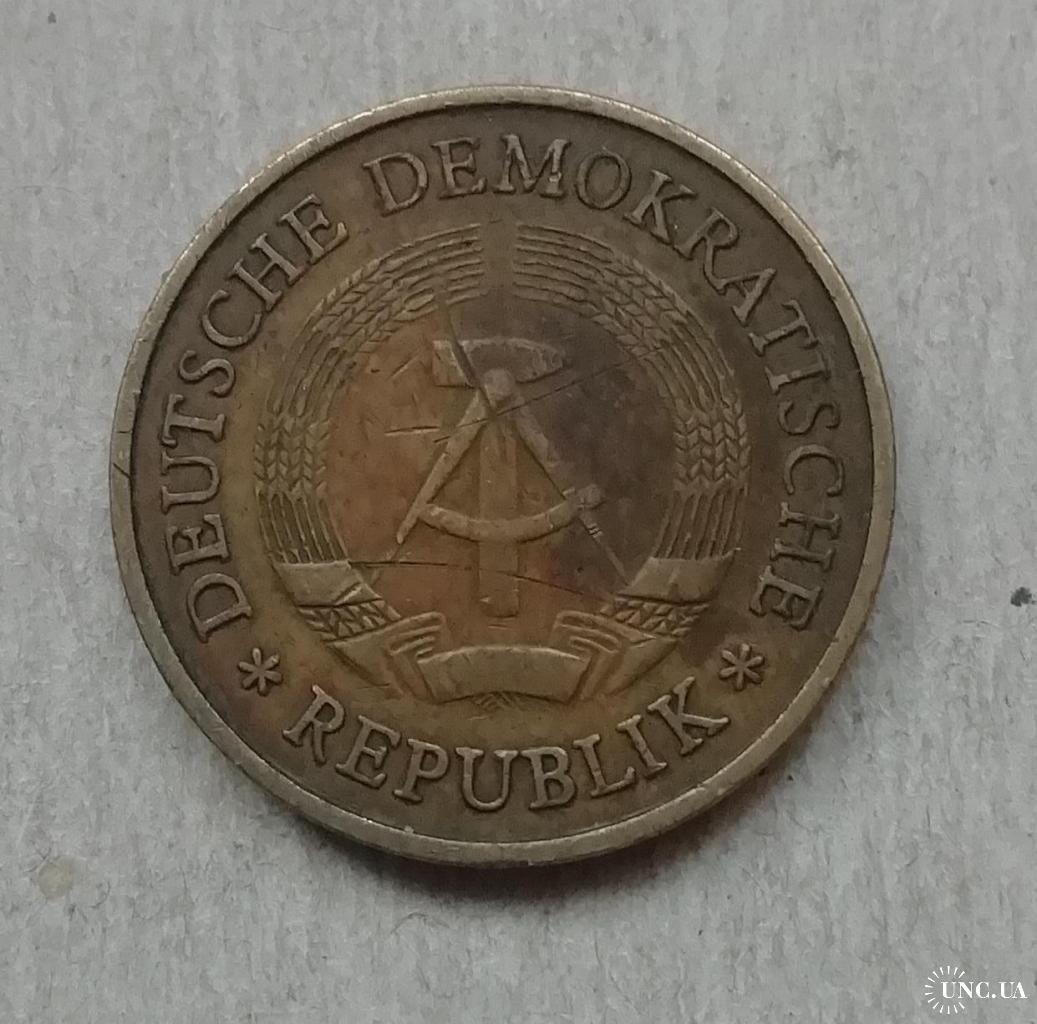 * DEUTSCHE DEMOKRATISCHE *
REPUBLIK
UNC.UA